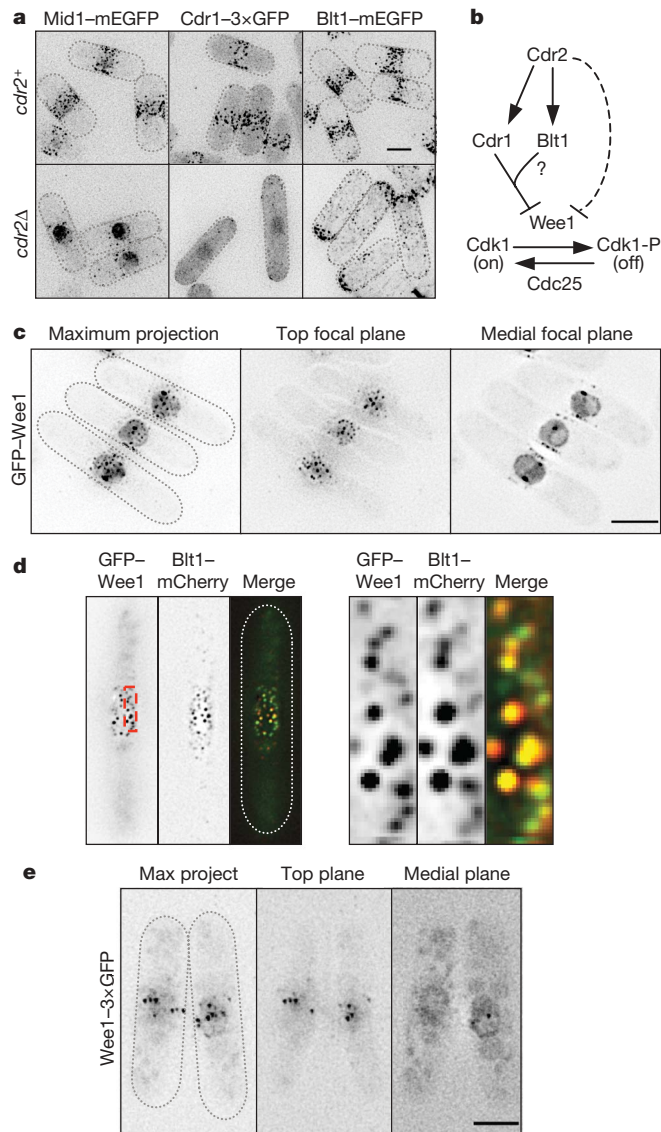 a
Mid1–mEGFP Cdr1–3×GFP Blt1–mEGFP
cdr2+
cdr2Δ
b
Cdr2
Cdr1 Blt1
?
Wee1
Cdk1 Cdk1-P
(on) (off)
Cdc25
c
Maximum projection Top focal plane Medial focal plane
GFP–Wee1
d
GFP– Blt1–
Wee1 mCherry Merge
GFP– Blt1–
Wee1 mCherry Merge
e
Max project Top plane Medial plane
Wee1–3×GFP